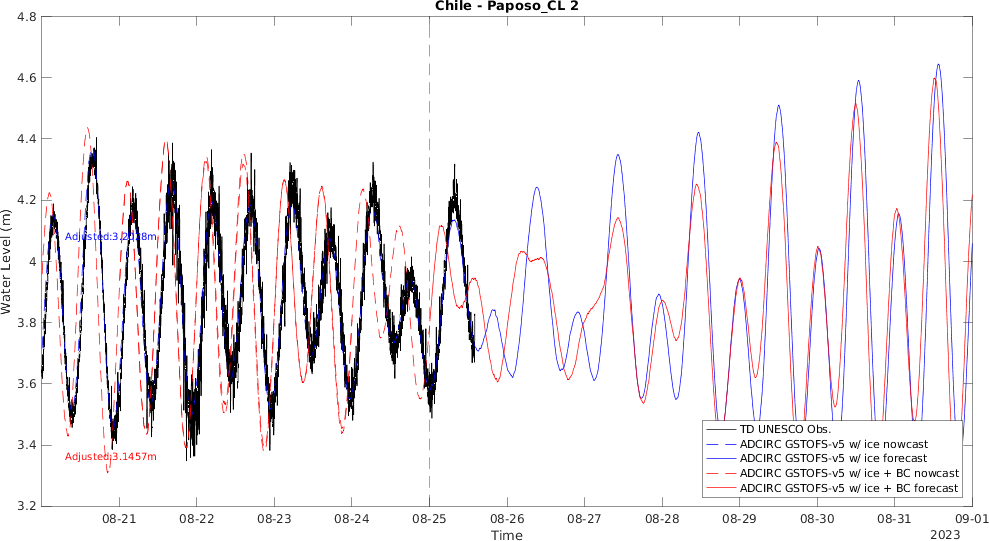 Chile - Paposo_CL 2
4.8
4.6
4.4
4.2
4
3.8
3.6
3.4
3.2
Water Level (m)
Adjusted:3.1457m
TD UNESCO Obs.
ADCIRC GSTOFS-v5 w/ ice nowcast
ADCIRC GSTOFS-v5 w/ ice forecast
ADCIRC GSTOFS-v5 w/ ice + BC nowcast
ADCIRC GSTOFS-v5 w/ ice + BC forecast
08-21 08-22 08-23 08-24 08-25 08-26 08-27 08-28 08-29 08-30 08-31 09-01
Time
2023